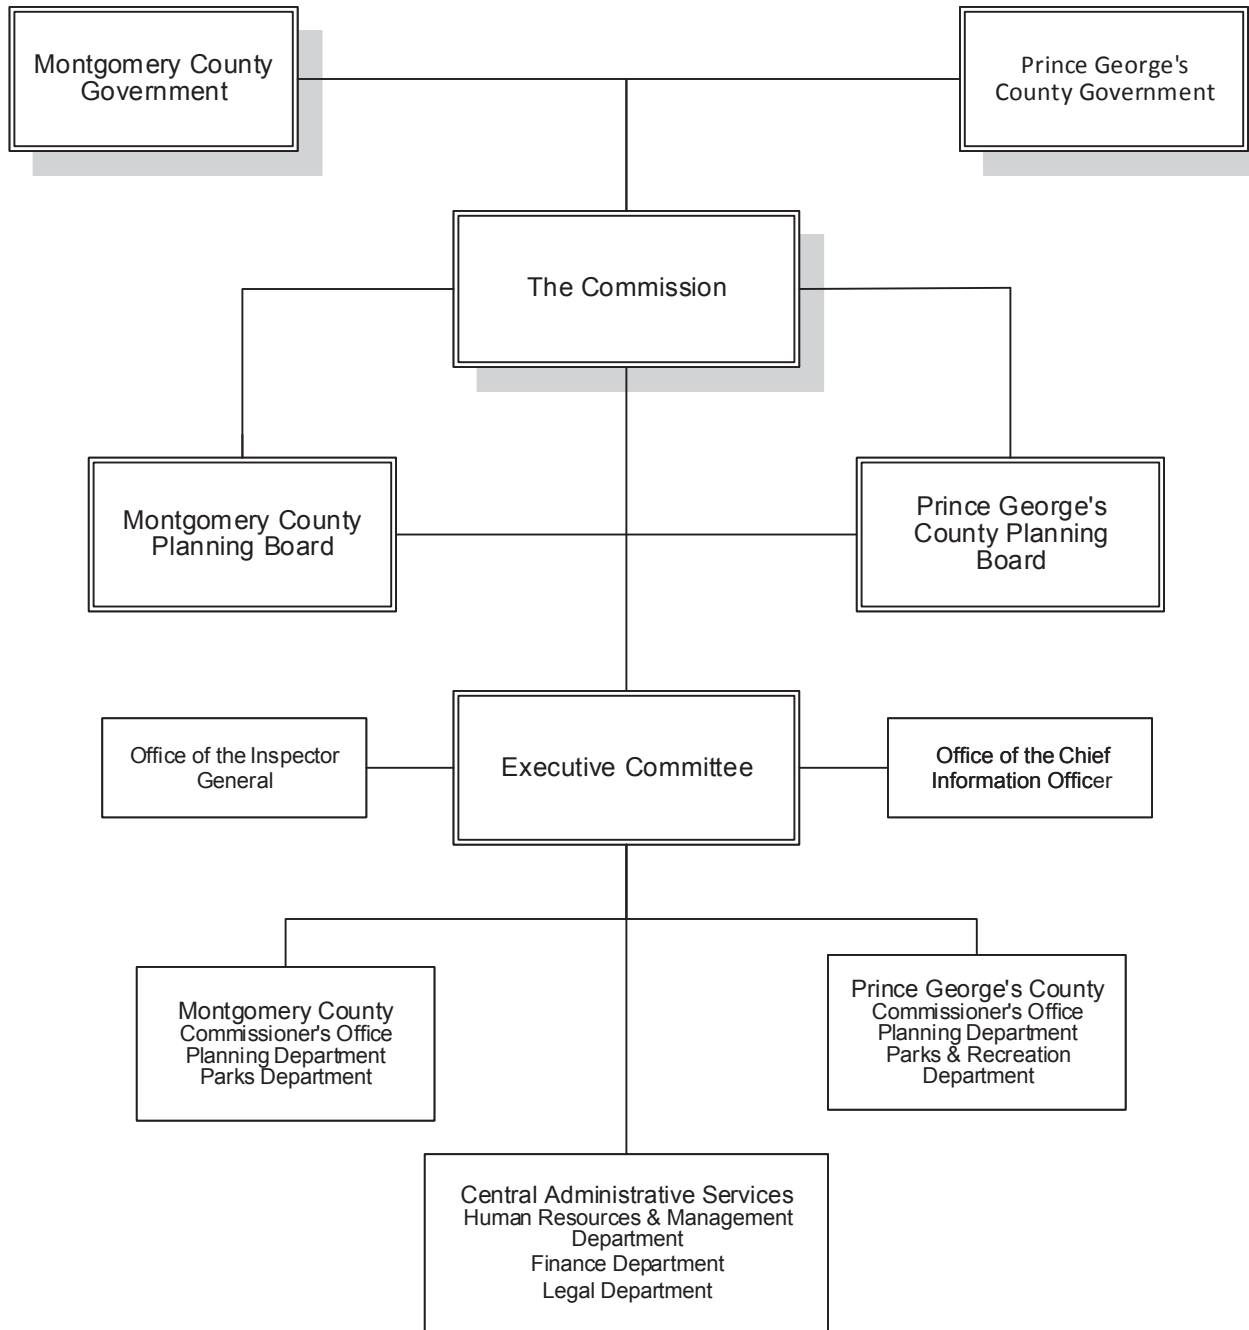 Montgomery County
Government
Prince George's
County Government
The Commission
Montgomery County
Planning Board
Prince George's
County Planning
Board
Office of the Inspector
General
Executive Committee
Office of the Chief
Information Officer
Montgomery County
Commissioner's Office
Planning Department
Parks Department
Prince George's County
Commissioner's Office
Planning Department
Parks & Recreation
Department
Central Administrative Services
Human Resources & Management
Department
Finance Department
Legal Department